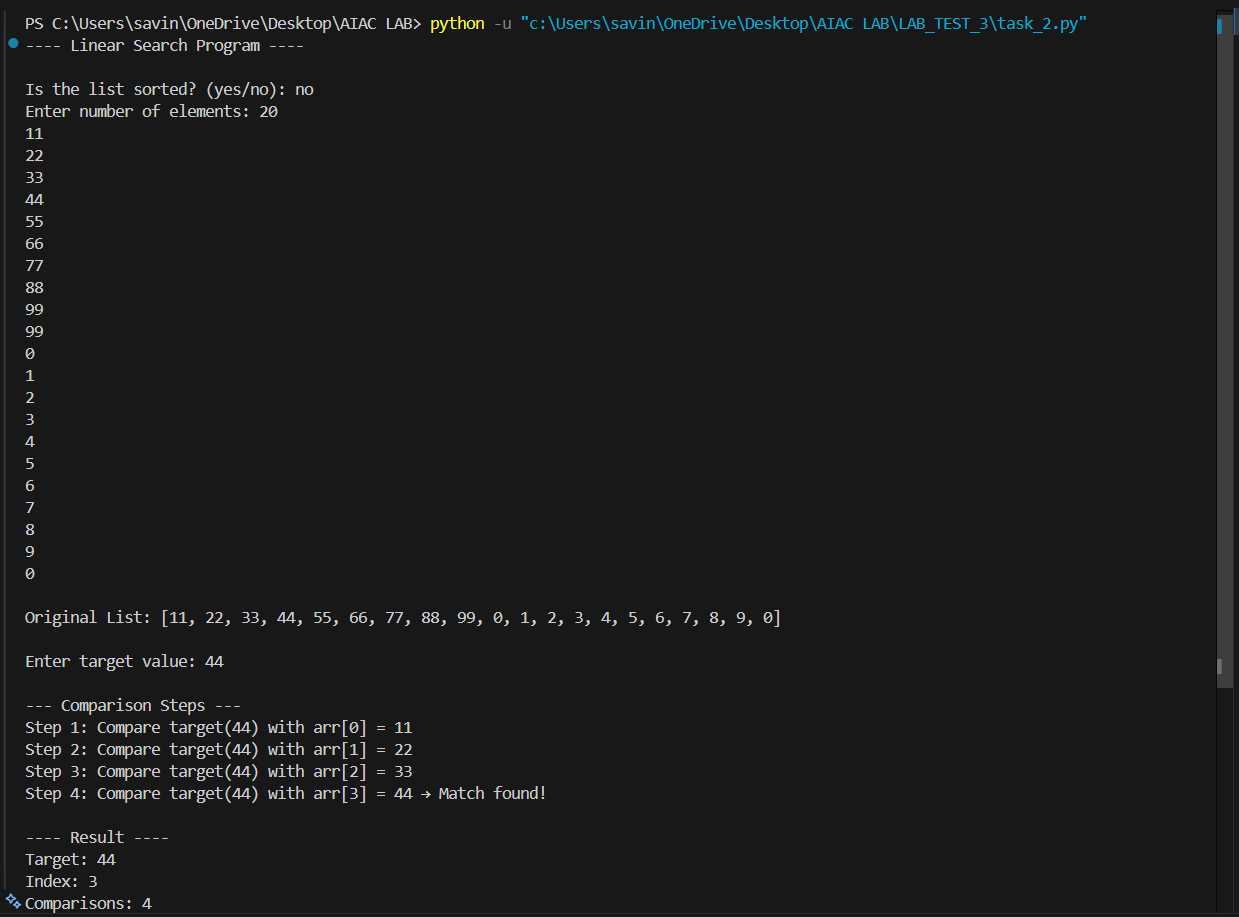 PS C:\Users\savin\OneDrive\Desktop\AIAC LAB> python -u "c:\Users\savin\OneDrive\Desktop\AIAC LAB\LAB_TEST_3\task_2.py"
---- Linear Search Program ----
Is the list sorted? (yes/no): no
Enter number of elements: 20
11
22
33
44
55
66
77
88
99
99
0
1
2
3
4
5
6
7
8
9
0
Original List: [11, 22, 33, 44, 55, 66, 77, 88, 99, 0, 1, 2, 3, 4, 5, 6, 7, 8, 9, 0]
Enter target value: 44
--- Comparison Steps ---
Step 1: Compare target(44) with arr[0] = 11
Step 2: Compare target(44) with arr[1] = 22
Step 3: Compare target(44) with arr[2] = 33
Step 4: Compare target(44) with arr[3] = 44 → Match found!
---- Result ----
Target: 44
Index: 3
Comparisons: 4